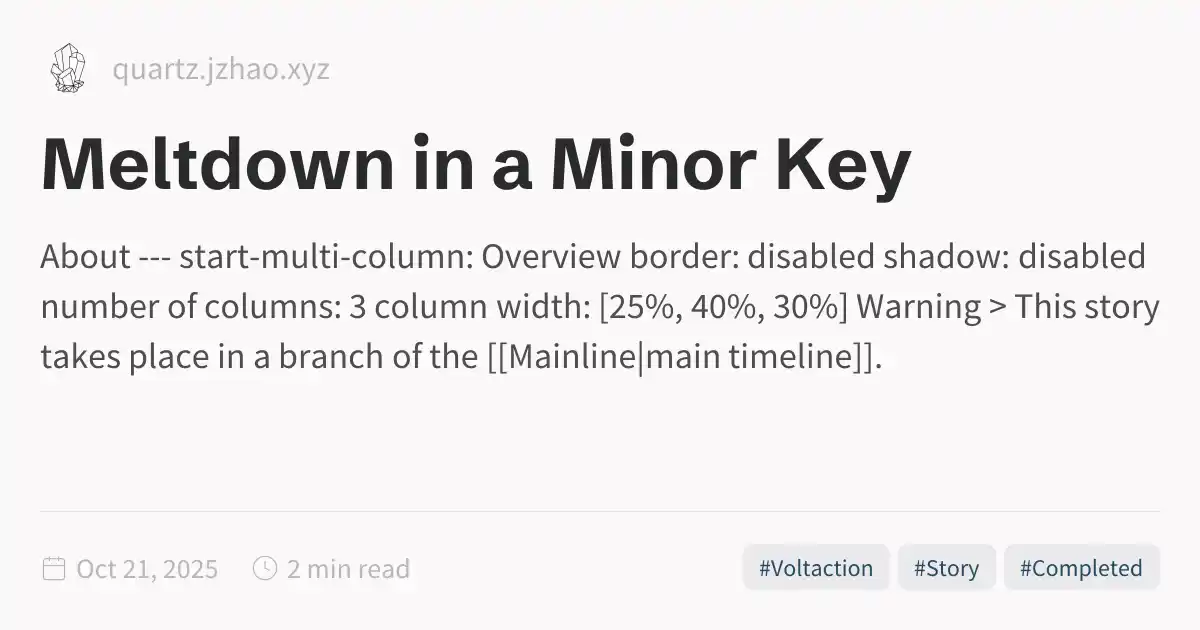 quartz.jzhao.xyz
Meltdown in a Minor Key
About --- start-multi-column: Overview border: disabled shadow: disabled
number of columns: 3 column width: [25%, 40%, 30%] Warning > This story
takes place in a branch of the [[Mainline|main timeline]].
Oct 21, 2025 2 min read #Voltaction #Story #Completed